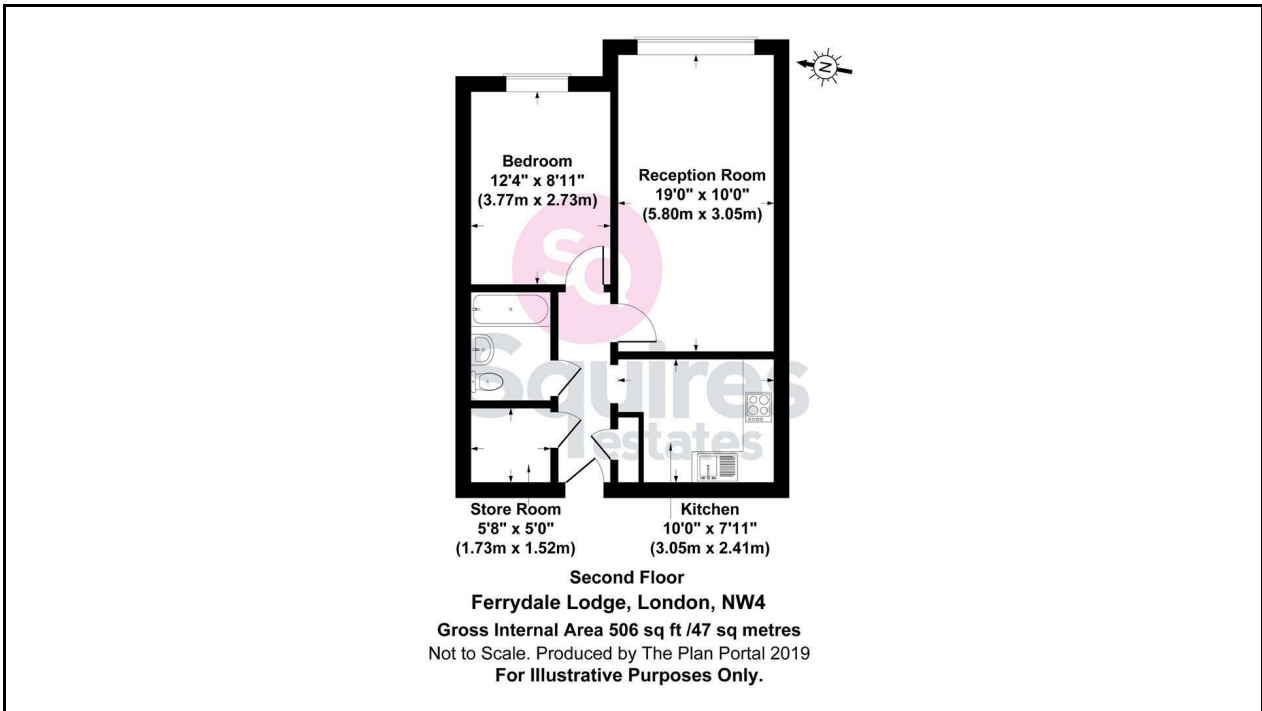 N
Bedroom
12'4" x 8'11"
(3.77m x 2.73m)
Reception Room
19'0" x 10'0"
(5.80m x 3.05m)
SQ
Squires
estates
Store Room
5'8" x 5'0"
(1.73m x 1.52m)
Kitchen
10'0" x 7'11"
(3.05m x 2.41m)
Second Floor
Ferrydale Lodge, London, NW4
Gross Internal Area 506 sq ft /47 sq metres
Not to Scale. Produced by The Plan Portal 2019
For Illustrative Purposes Only.